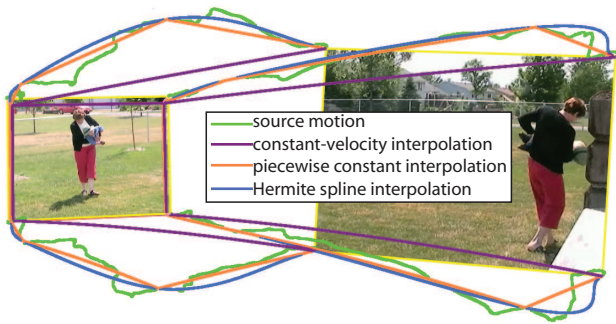 source motion
constant-velocity interpolation
piecewise constant interpolation
Hermite spline interpolation